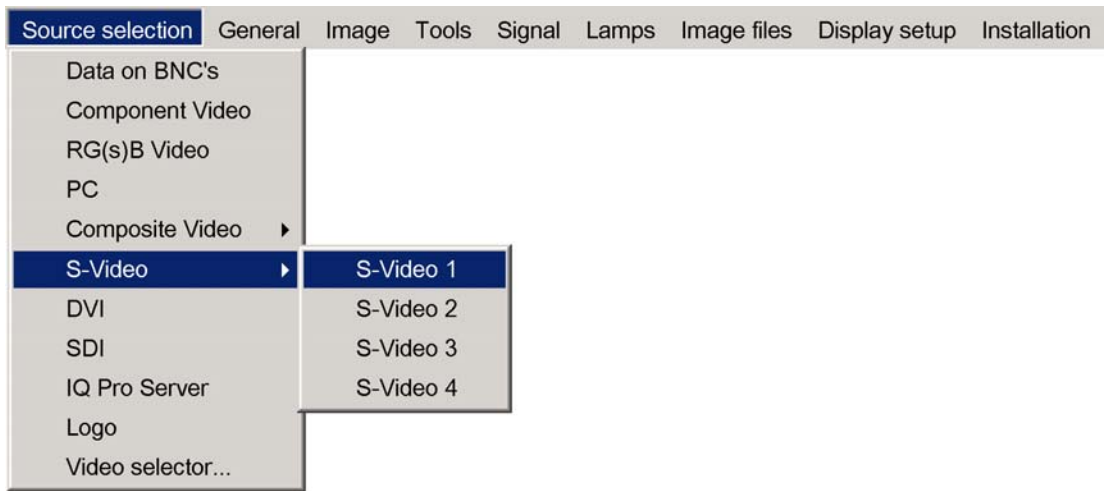 Source selection General Image Tools Signal Lamps Image files Display setup Installation
Data on BNC's
Component Video
RG(s)B Video
PC
Composite Video
S-Video
DVI
SDI
IQ Pro Server
Logo
Video selector...
S-Video 1
S-Video 2
S-Video 3
S-Video 4